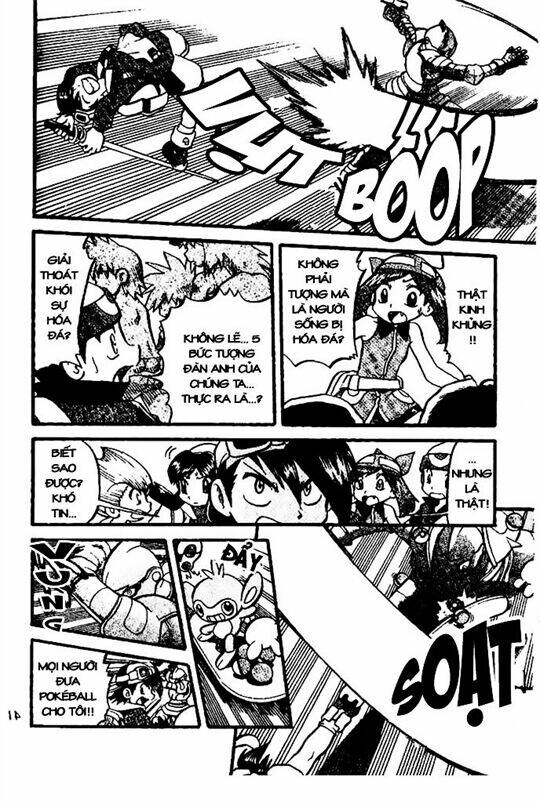 VỤT
BOOP
GIẢI
THOÁT
KHỎI
SỰ
HÓA
ĐÁ?
KHÔNG LẼ... 5
BỨC TƯỢNG
ĐÀN ANH CỦA
CHÚNG TA...
THỰC RA LÀ...?
KHÔNG
PHẢI
TƯỢNG MÀ
LÀ NGƯỜI
SỐNG BỊ
HÓA ĐÁ?
THẬT
KINH
KHỦNG
!!
BIẾT
SAO
ĐƯỢC?
KHÓ
TIN...
...
NHƯNG
LÀ
THẬT!
VUNG
ĐẨY
SOẠT
MỌI NGƯỜI
ĐƯA
POKÉBALL
CHO TÔI!!